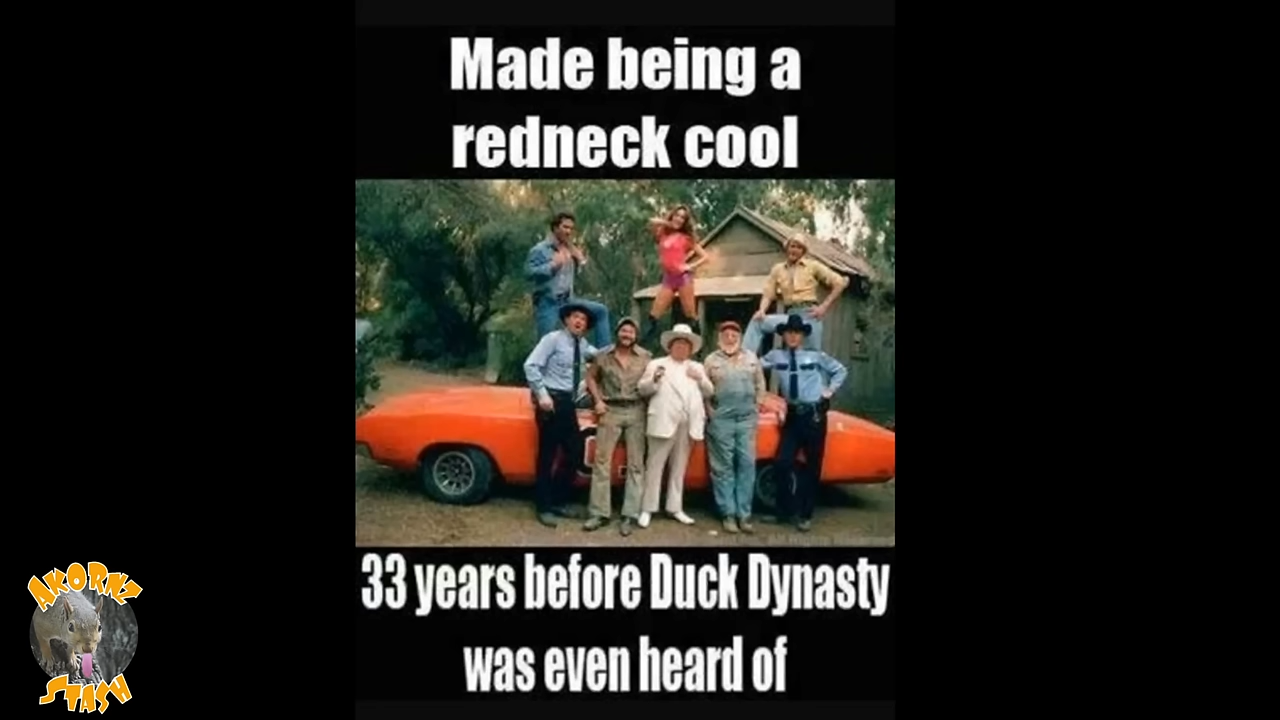 Made being a
redneck cool
33 years before Duck Dynasty
was even heard of
AKORNZ
STASH